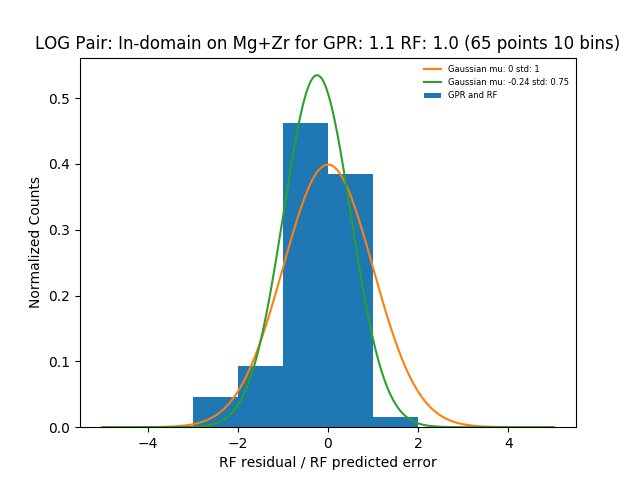 LOG Pair: In-domain on Mg+Zr for GPR: 1.1 RF: 1.0 (65 points 10 bins)
Gaussian mu: 0 std: 1
Gaussian mu: -0.24 std: 0.75
GPR and RF
Normalized Counts
0.5
0.4
0.3
0.2
0.1
0.0
−4 −2 0 2 4
RF residual / RF predicted error